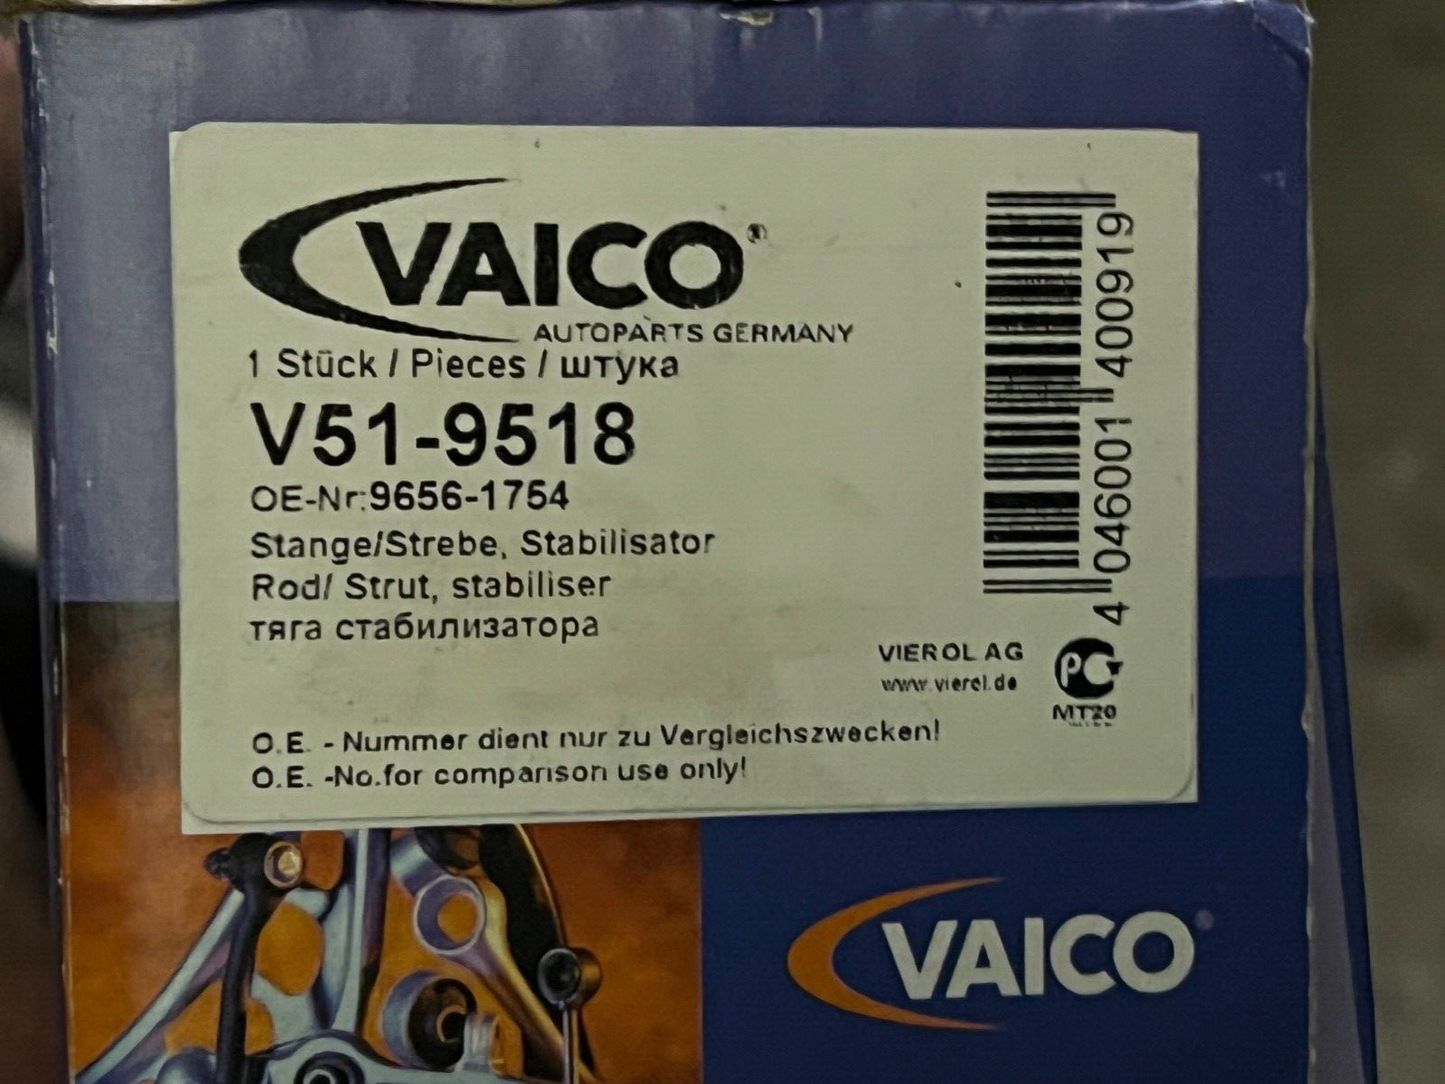 VAICO®
AUTOPARTS GERMANY
1 Stück / Pieces / штука
V51-9518
OE-Nr:9656-1754
Stange/Strebe, Stabilisator
Rod/ Strut, stabiliser
тяга стабилизатора
4 046001 400919
VIEROL AG
www.vierol.de
PC
MT20
O.E. - Nummer dient nur zu Vergleichszwecken!
O.E. -No.for comparison use only!
VAICO